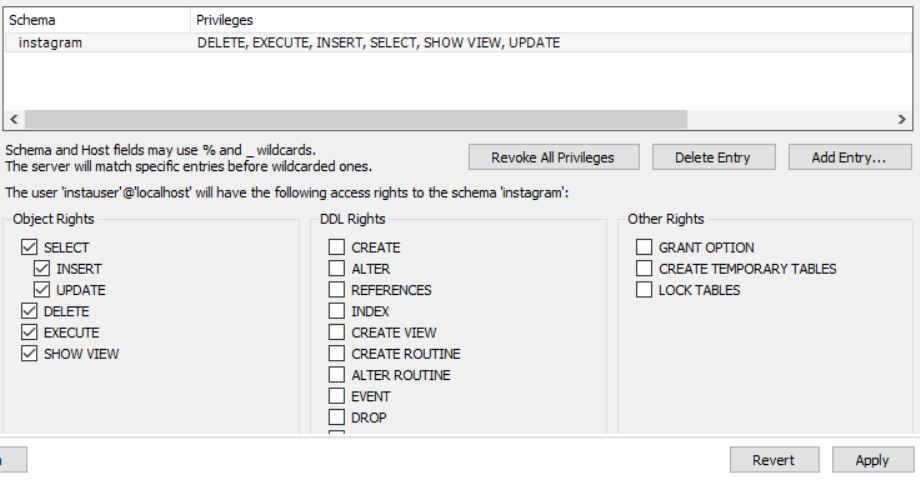 Schema Privileges
instagram DELETE, EXECUTE, INSERT, SELECT, SHOW VIEW, UPDATE
Schema and Host fields may use % and _ wildcards.
The server will match specific entries before wildcarded ones.
Revoke All Privileges Delete Entry Add Entry...
The user 'instauser'@'localhost' will have the following access rights to the schema 'instagram':
Object Rights
SELECT
INSERT
UPDATE
DELETE
EXECUTE
SHOW VIEW
DDL Rights
CREATE
ALTER
REFERENCES
INDEX
CREATE VIEW
CREATE ROUTINE
ALTER ROUTINE
EVENT
DROP
Other Rights
GRANT OPTION
CREATE TEMPORARY TABLES
LOCK TABLES
Revert Apply